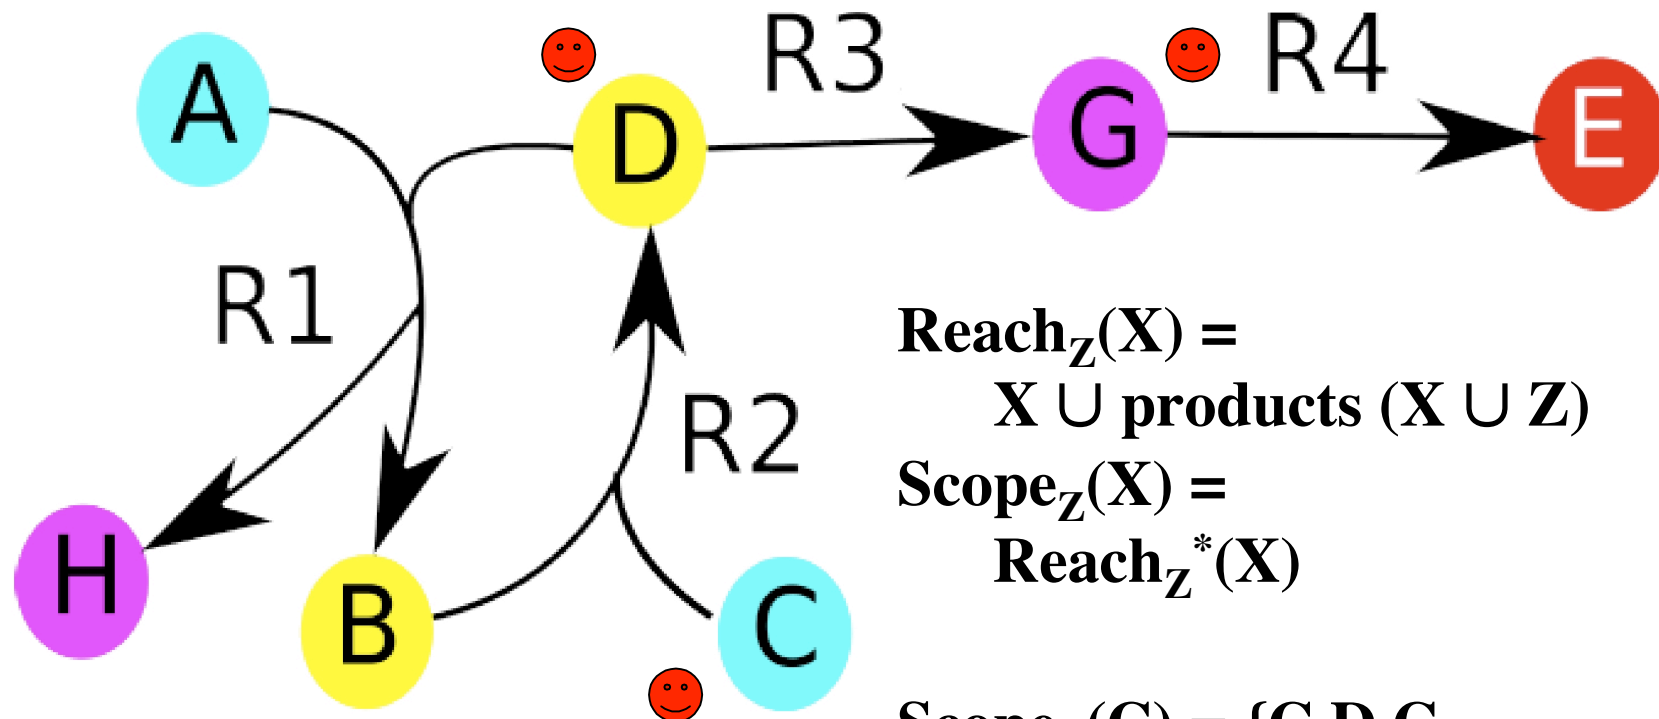 A
D
R3
G
R4
E
R1
R2
H
B
C
Reach_Z(X) =
X ∪ products (X ∪ Z)
Scope_Z(X) =
Reach_Z*(X)